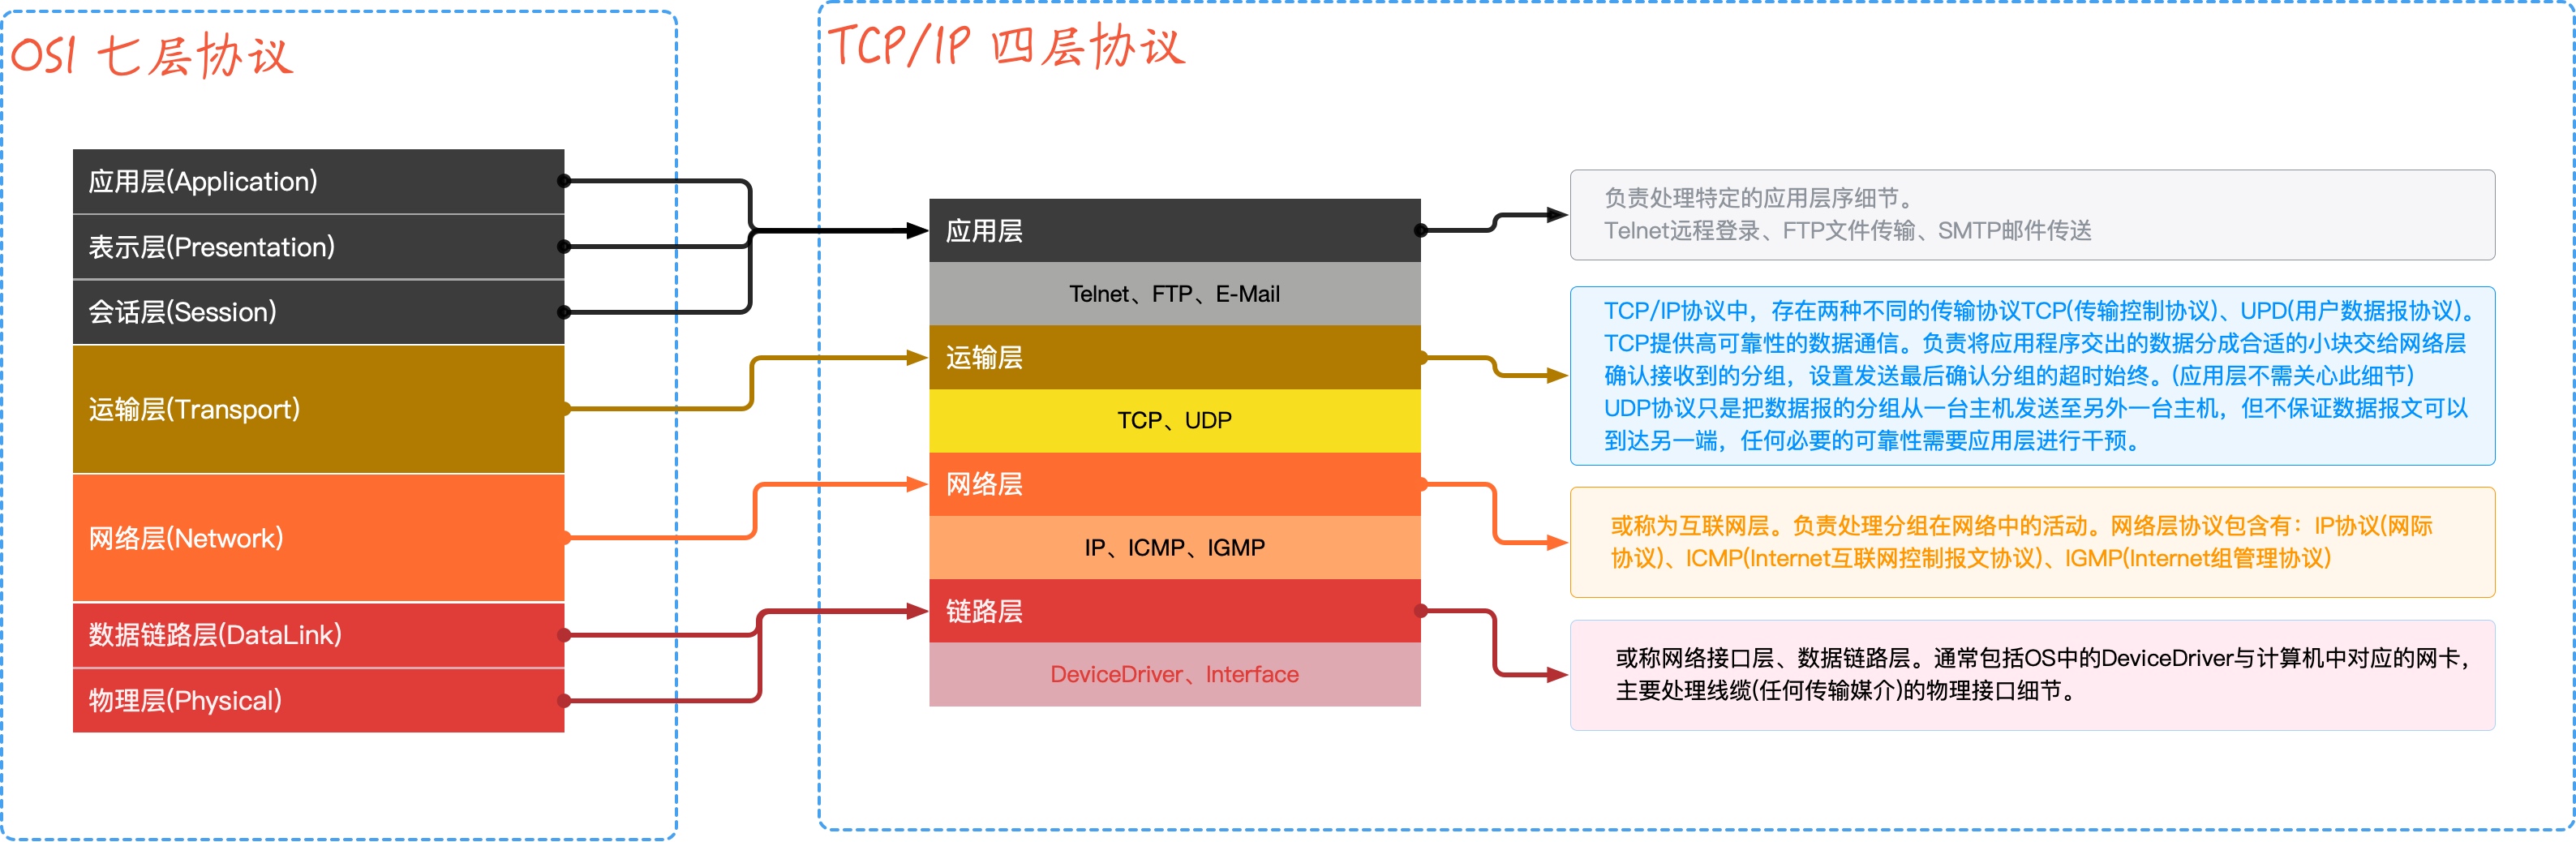 OSI 七层协议
应用层(Application)
表示层(Presentation)
会话层(Session)
运输层(Transport)
网络层(Network)
数据链路层(DataLink)
物理层(Physical)
TCP/IP 四层协议
应用层
Telnet、FTP、E-Mail
运输层
TCP、UDP
网络层
IP、ICMP、IGMP
链路层
DeviceDriver、Interface
负责处理特定的应用层序细节。
Telnet远程登录、FTP文件传输、SMTP邮件传送
TCP/IP协议中，存在两种不同的传输协议TCP(传输控制协议)、UPD(用户数据报协议)。
TCP提供高可靠性的数据通信。负责将应用程序交出的数据分成合适的小块交给网络层
确认接收到的分组，设置发送最后确认分组的超时始终。(应用层不需关心此细节)
UDP协议只是把数据报的分组从一台主机发送至另外一台主机，但不保证数据报文可以
到达另一端，任何必要的可靠性需要应用层进行干预。
或称为互联网层。负责处理分组在网络中的活动。网络层协议包含有：IP协议(网际
协议)、ICMP(Internet互联网控制报文协议)、IGMP(Internet组管理协议)
或称网络接口层、数据链路层。通常包括OS中的DeviceDriver与计算机中对应的网卡，
主要处理线缆(任何传输媒介)的物理接口细节。